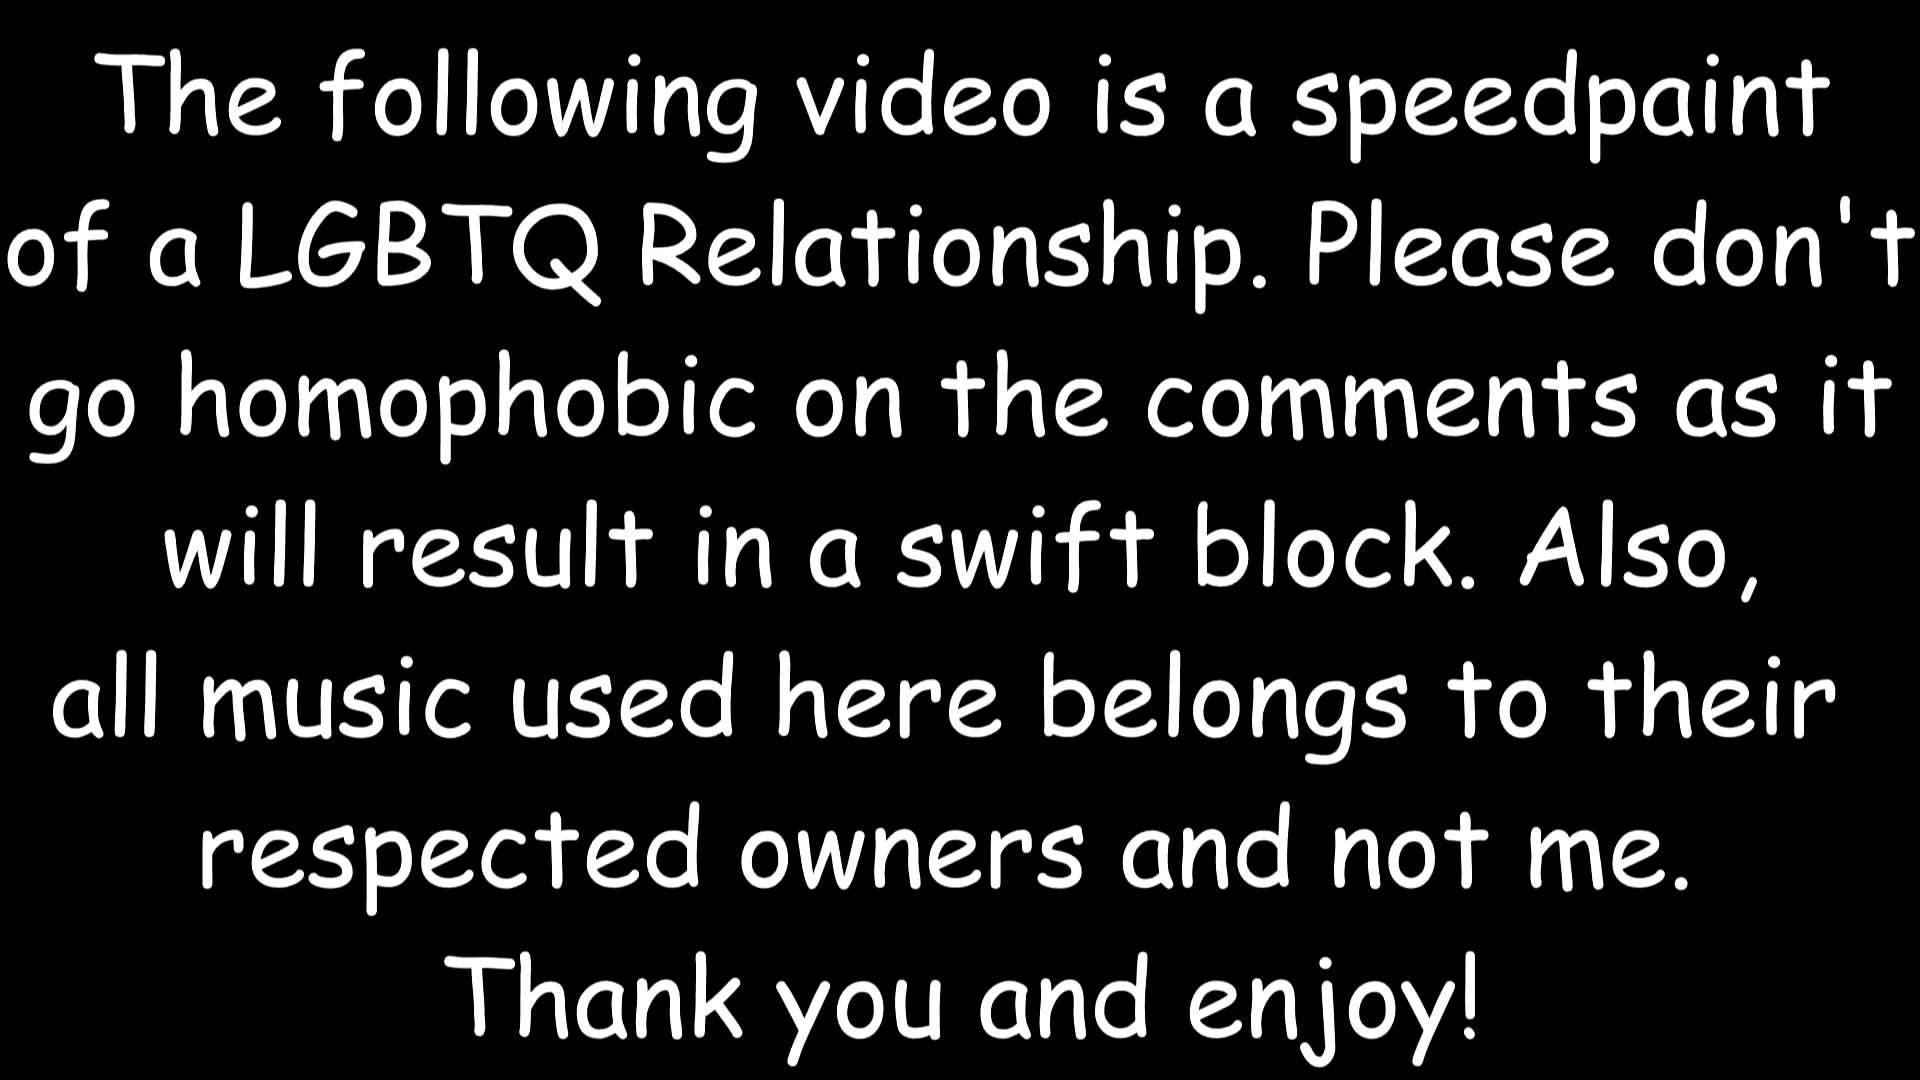 The following video is a speedpaint
of a LGBTQ Relationship. Please don't
go homophobic on the comments as it
will result in a swift block. Also,
all music used here belongs to their
respected owners and not me.
Thank you and enjoy!